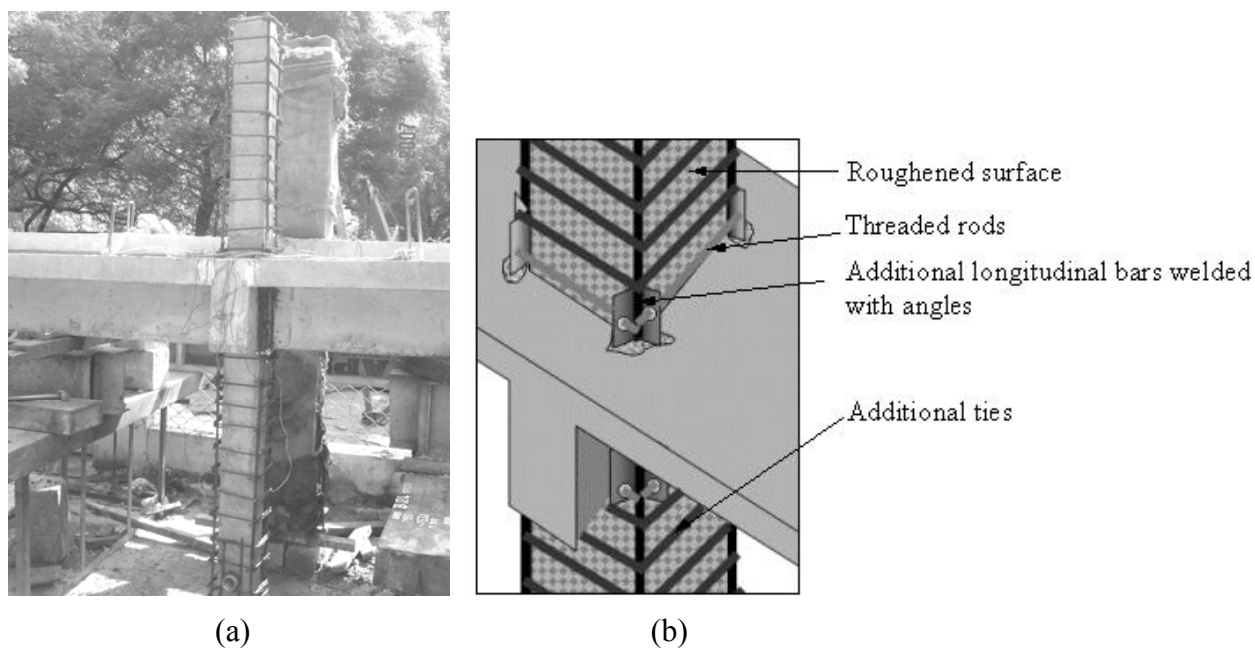 Roughened surface
Threaded rods
Additional longitudinal bars welded
with angles
Additional ties
(a)
(b)